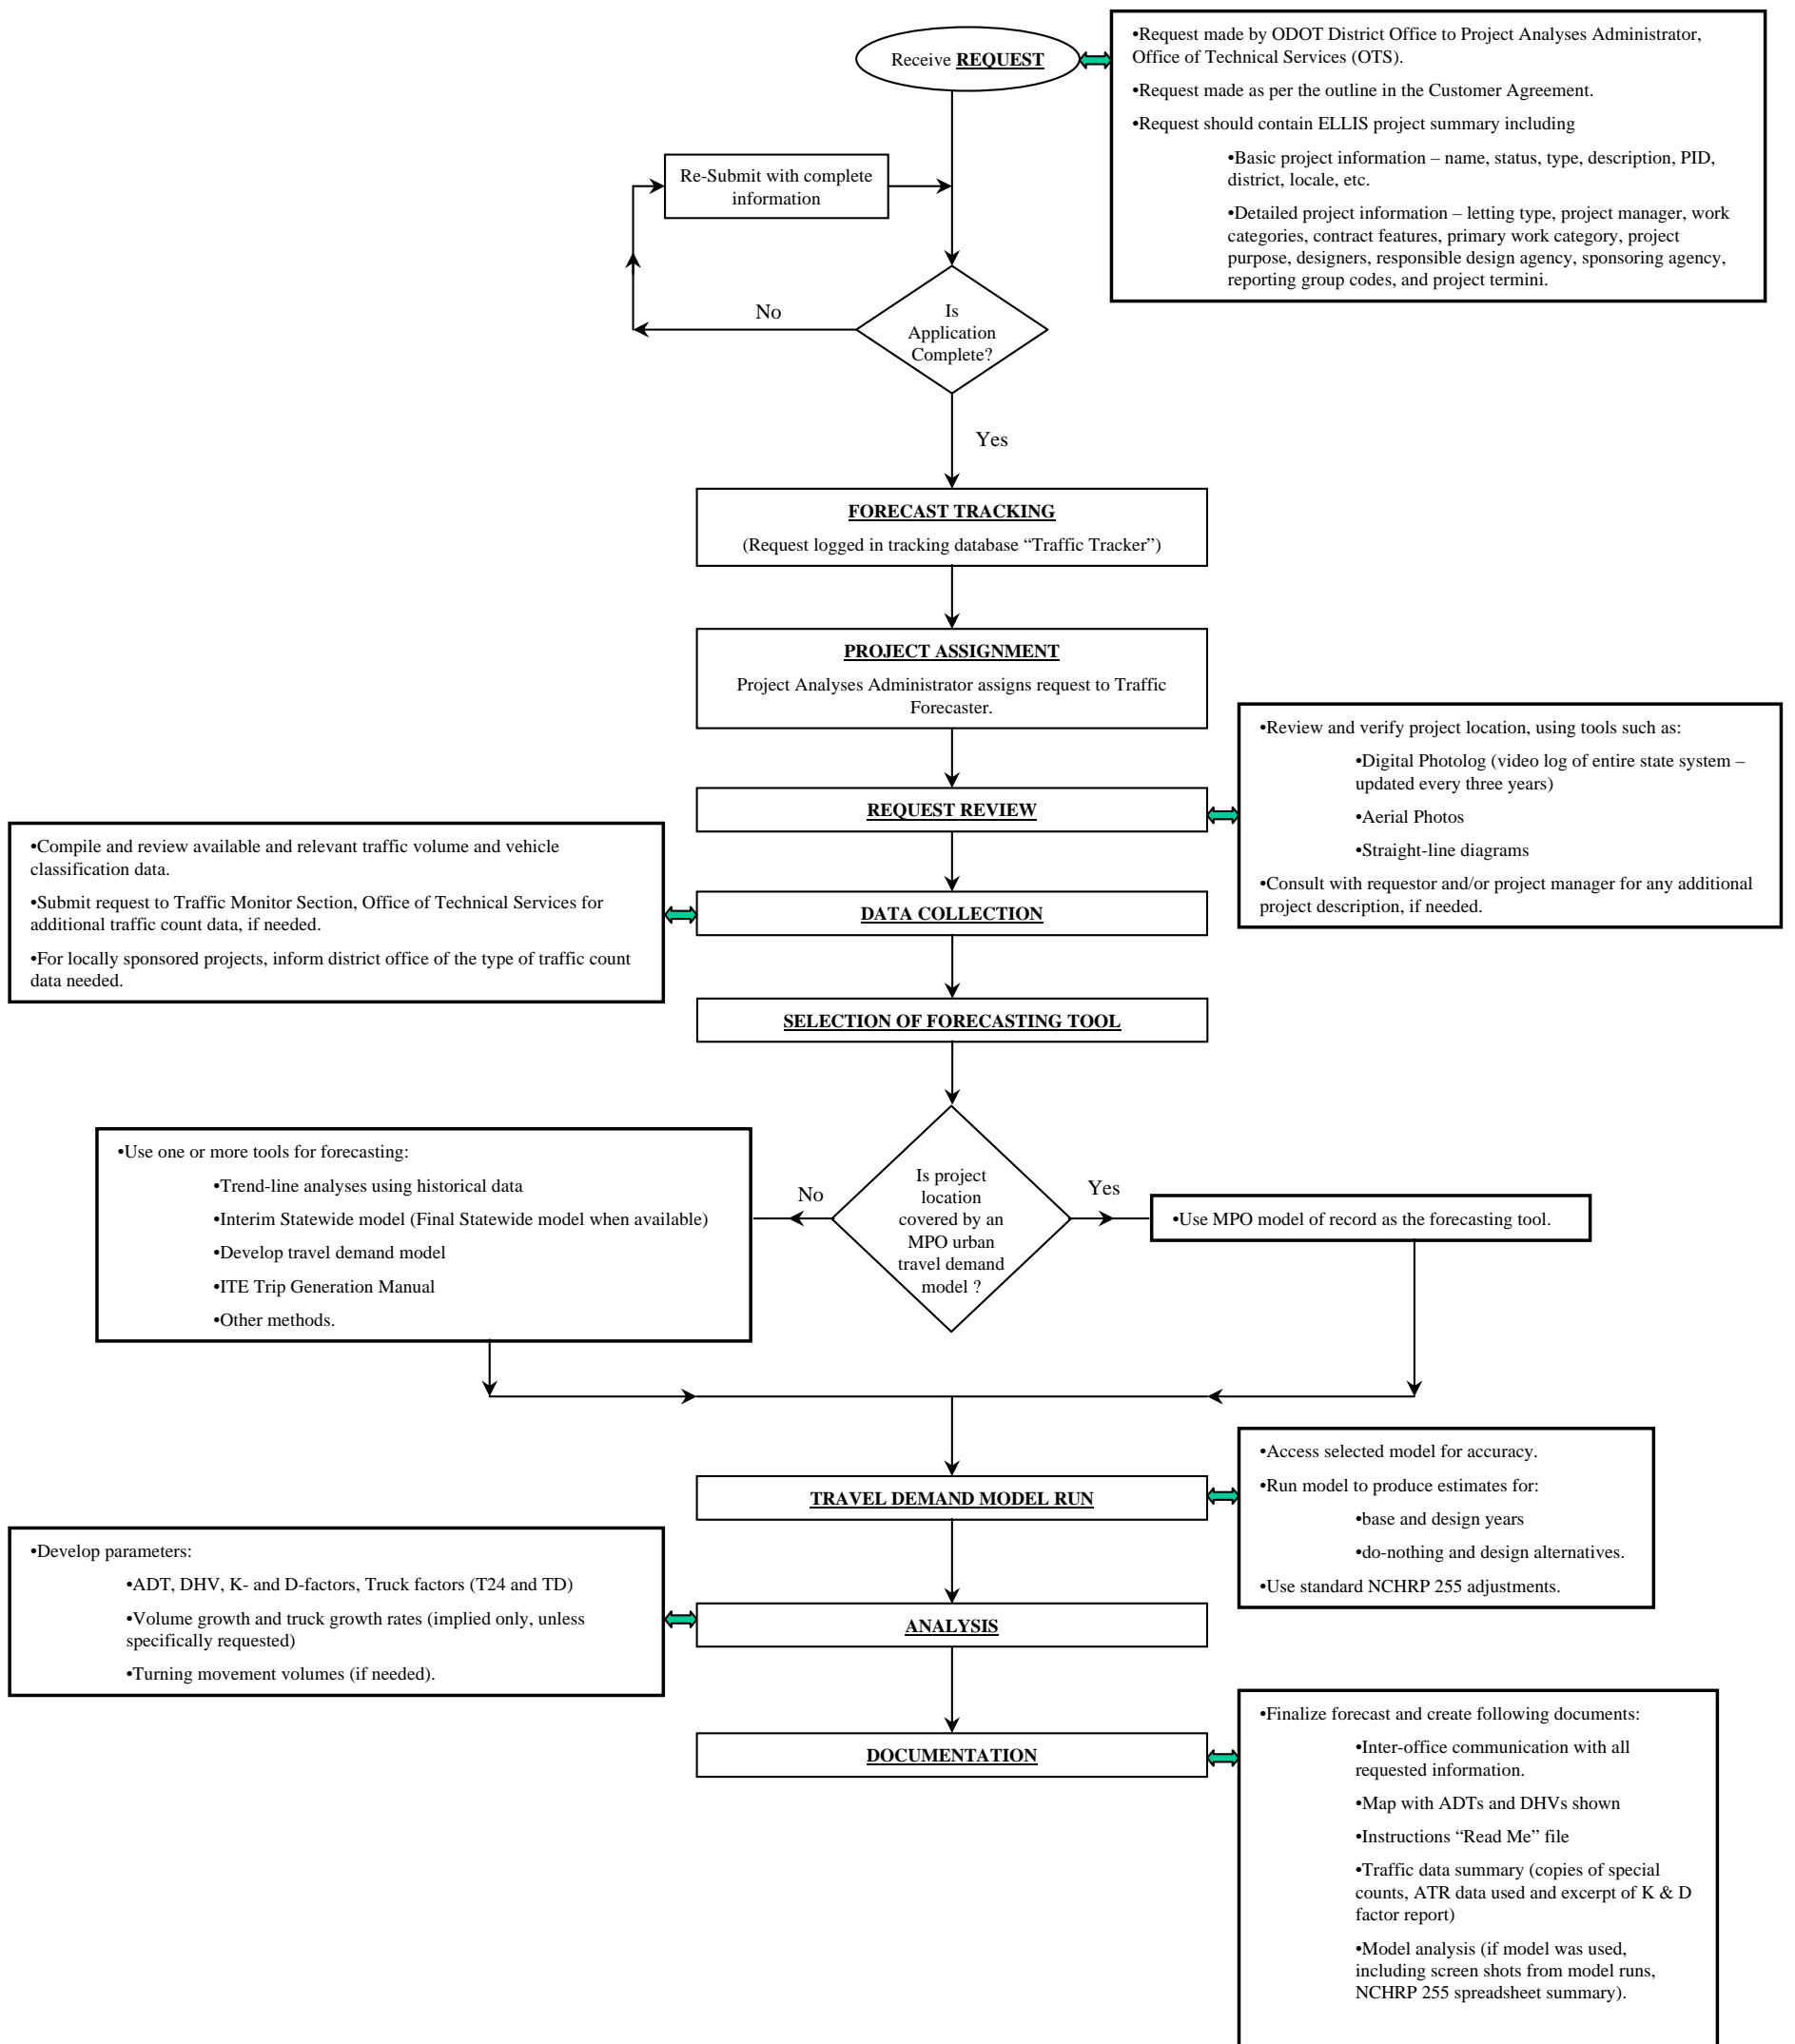 Receive REQUEST
•Request made by ODOT District Office to Project Analyses Administrator,
Office of Technical Services (OTS).
•Request made as per the outline in the Customer Agreement.
•Request should contain ELLIS project summary including
•Basic project information – name, status, type, description, PID,
district, locale, etc.
•Detailed project information – letting type, project manager, work
categories, contract features, primary work category, project
purpose, designers, responsible design agency, sponsoring agency,
reporting group codes, and project termini.
Re-Submit with complete
information
No
Is
Application
Complete?
Yes
FORECAST TRACKING
(Request logged in tracking database “Traffic Tracker”)
PROJECT ASSIGNMENT
Project Analyses Administrator assigns request to Traffic
Forecaster.
REQUEST REVIEW
•Review and verify project location, using tools such as:
•Digital Photolog (video log of entire state system –
updated every three years)
•Aerial Photos
•Straight-line diagrams
•Consult with requestor and/or project manager for any additional
project description, if needed.
•Compile and review available and relevant traffic volume and vehicle
classification data.
•Submit request to Traffic Monitor Section, Office of Technical Services for
additional traffic count data, if needed.
•For locally sponsored projects, inform district office of the type of traffic count
data needed.
DATA COLLECTION
SELECTION OF FORECASTING TOOL
•Use one or more tools for forecasting:
•Trend-line analyses using historical data
•Interim Statewide model (Final Statewide model when available)
•Develop travel demand model
•ITE Trip Generation Manual
•Other methods.
No
Is project
location
covered by an
MPO urban
travel demand
model ?
Yes
•Use MPO model of record as the forecasting tool.
TRAVEL DEMAND MODEL RUN
•Access selected model for accuracy.
•Run model to produce estimates for:
•base and design years
•do-nothing and design alternatives.
•Use standard NCHRP 255 adjustments.
•Develop parameters:
•ADT, DHV, K- and D-factors, Truck factors (T24 and TD)
•Volume growth and truck growth rates (implied only, unless
specifically requested)
•Turning movement volumes (if needed).
ANALYSIS
DOCUMENTATION
•Finalize forecast and create following documents:
•Inter-office communication with all
requested information.
•Map with ADTs and DHVs shown
•Instructions “Read Me” file
•Traffic data summary (copies of special
counts, ATR data used and excerpt of K & D
factor report)
•Model analysis (if model was used,
including screen shots from model runs,
NCHRP 255 spreadsheet summary).